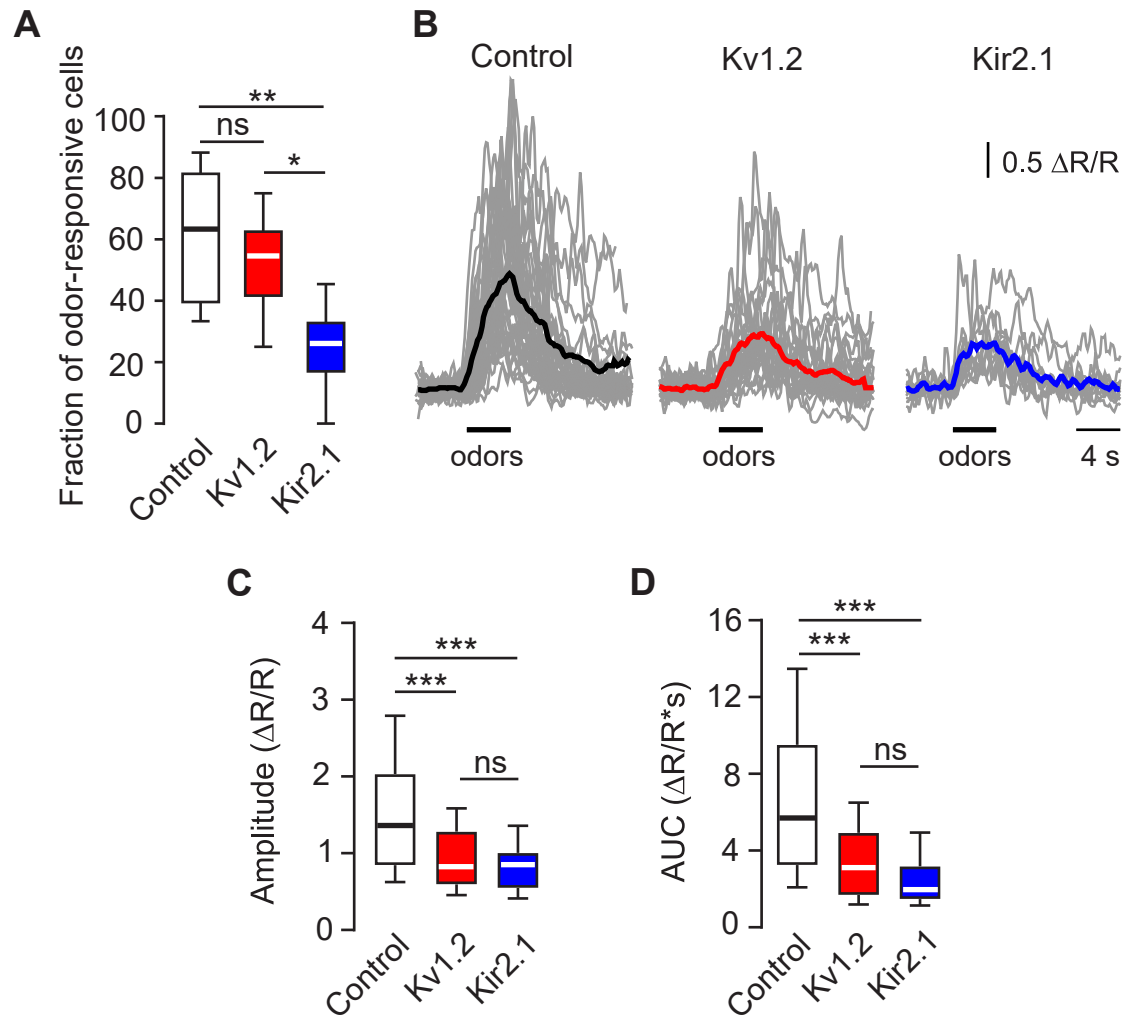 A
Fraction of odor-responsive cells
100
80
60
40
20
0
**
ns
*
Control
Kv1.2
Kir2.1
B
Control
Kv1.2
Kir2.1
0.5 ΔR/R
odors
odors
odors
4 s
C
Amplitude (ΔR/R)
4
3
2
1
0
***
***
ns
Control
Kv1.2
Kir2.1
D
AUC (ΔR/R*s)
16
12
8
4
0
***
***
ns
Control
Kv1.2
Kir2.1